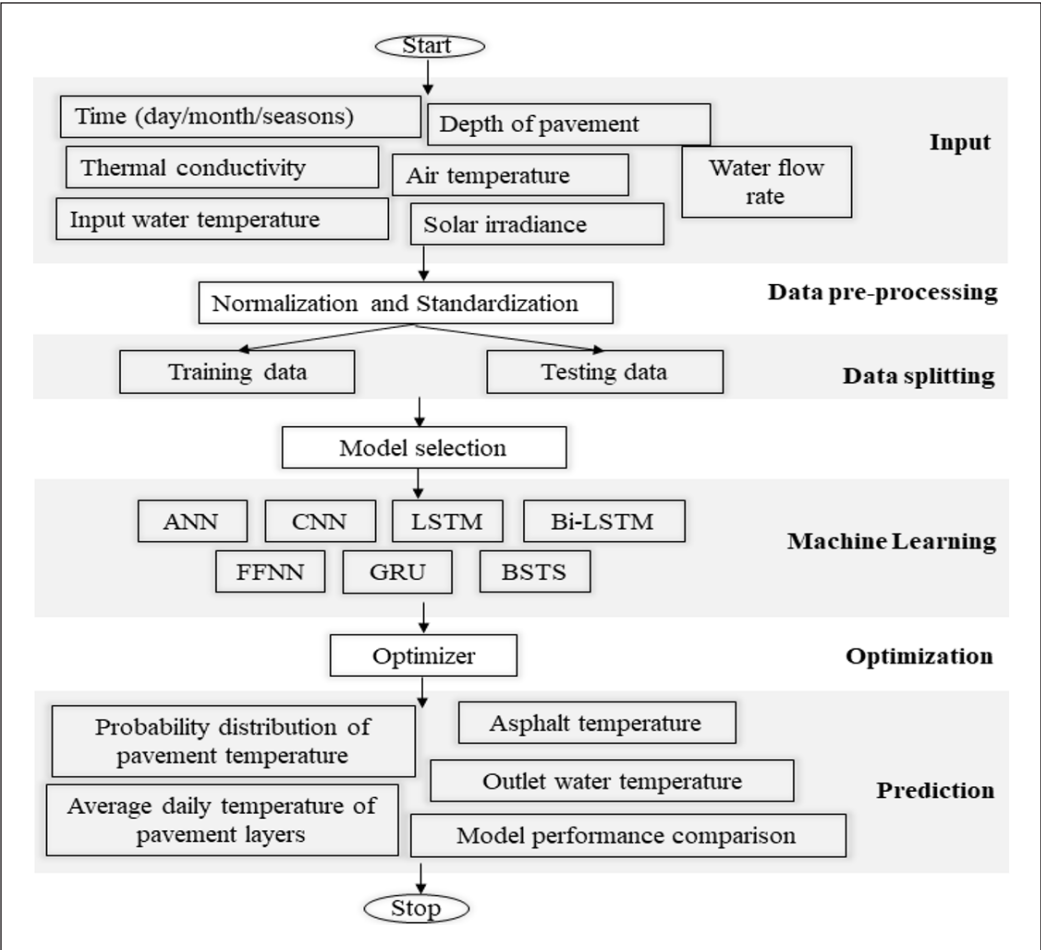 Start
Time (day/month/seasons)
Depth of pavement
Input
Thermal conductivity
Air temperature
Water flow
rate
Input water temperature
Solar irradiance
Normalization and Standardization
Data pre-processing
Training data
Testing data
Data splitting
Model selection
ANN
CNN
LSTM
Bi-LSTM
Machine Learning
FFNN
GRU
BSTS
Optimizer
Optimization
Probability distribution of
pavement temperature
Asphalt temperature
Outlet water temperature
Prediction
Average daily temperature of
pavement layers
Model performance comparison
Stop